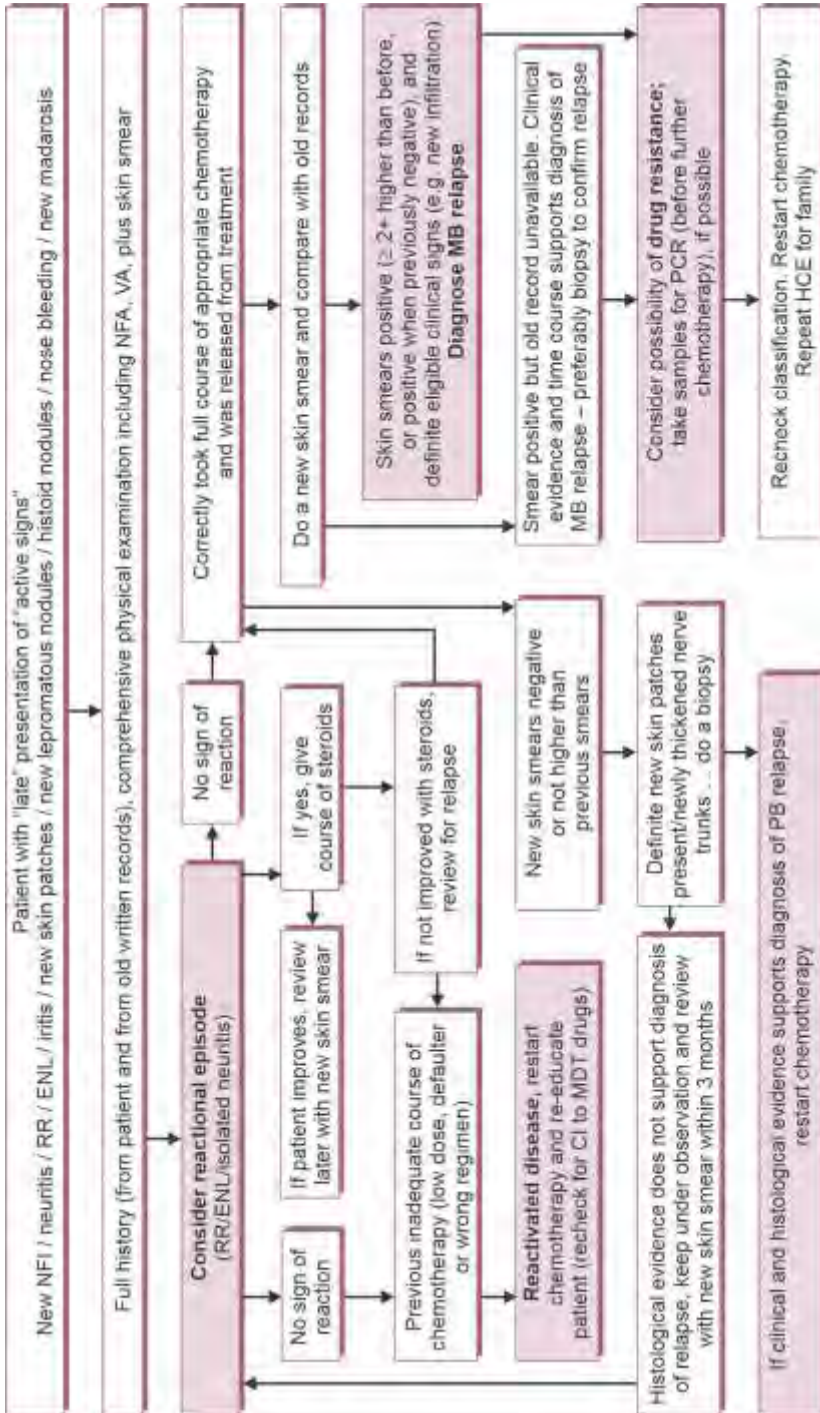 Patient with "late" presentation of "active signs"
New NFI / neuritis / RR / ENL / iritis / new skin patches / new lepromatous nodules / histoid nodules / nose bleeding / new madarosis
Full history (from patient and from old written records), comprehensive physical examination including NFA, VA, plus skin smear
Consider reactional episode
(RR/ENL/isolated neuritis)
No sign of
reaction
Correctly took full course of appropriate chemotherapy
and was released from treatment
No sign of
reaction
If patient improves, review
later with new skin smear
If yes, give
course of steroids
Do a new skin smear and compare with old records
Previous inadequate course of
chemotherapy (low dose, defaulter
or wrong regimen)
If not improved with steroids,
review for relapse
Skin smears positive (≥ 2+ higher than before,
or positive when previously negative), and
definite eligible clinical signs (e.g. new infiltration)
Diagnose MB relapse
Reactivated disease, restart
chemotherapy and re-educate
patient (recheck for CI to MDT drugs)
New skin smears negative
or not higher than
previous smears
Smear positive but old record unavailable. Clinical
evidence and time course supports diagnosis of
MB relapse – preferably biopsy to confirm relapse
Histological evidence does not support diagnosis
of relapse, keep under observation and review
with new skin smear within 3 months
Definite new skin patches
present/newly thickened nerve
trunks . . do a biopsy
Consider possibility of drug resistance;
take samples for PCR (before further
chemotherapy), if possible
If clinical and histological evidence supports diagnosis of PB relapse,
restart chemotherapy
Recheck classification. Restart chemotherapy.
Repeat HCE for family